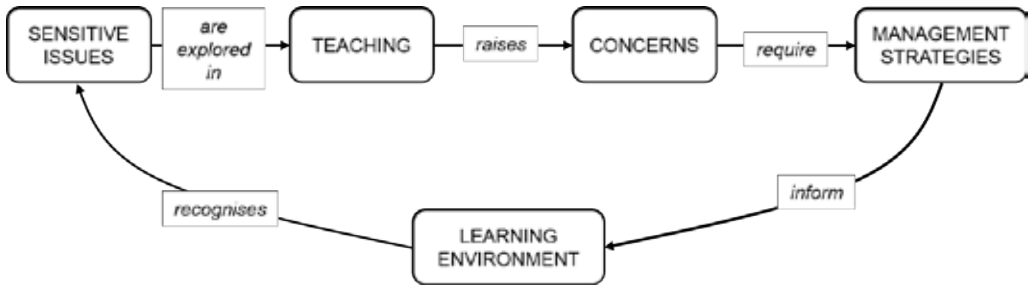 SENSITIVE
ISSUES
are
explored
in
TEACHING
raises
CONCERNS
require
MANAGEMENT
STRATEGIES
inform
LEARNING
ENVIRONMENT
recognises